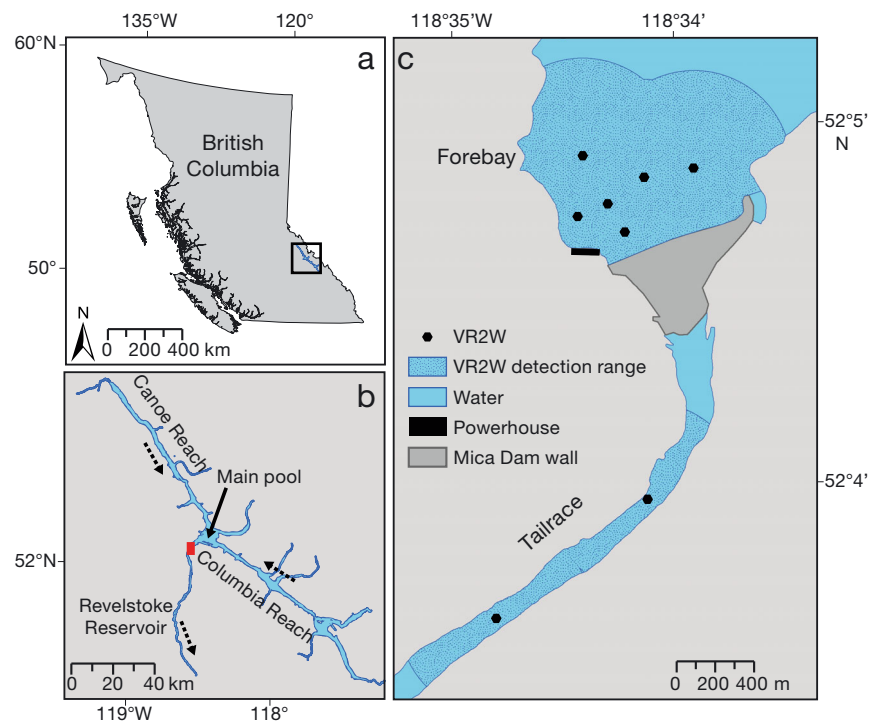 135°W
120°
60°N
a
British
Columbia
50°
N
0 200 400 km
b
Canoe Reach
Main pool
52°N
Columbia Reach
Revelstoke
Reservoir
0 20 40 km
119°W
118°
118°35'
118°34'
c
52°5'
N
Forebay
VR2W
VR2W detection range
Water
Powerhouse
Mica Dam wall
52°4'
Tailrace
0 200 400 m